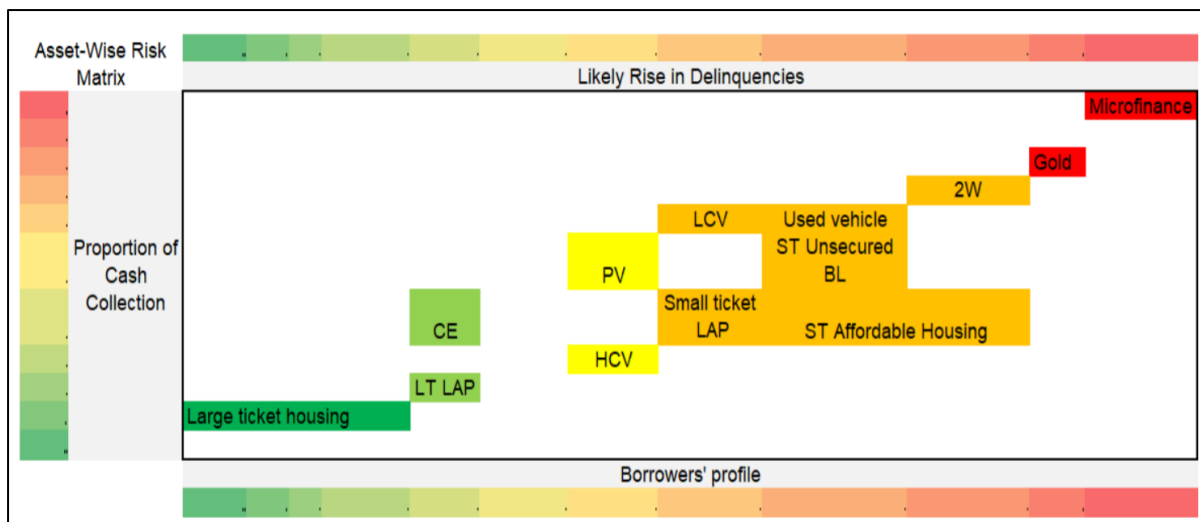 Asset-Wise Risk
Matrix
Likely Rise in Delinquencies
Microfinance
Gold
2W
LCV
Used vehicle
Proportion of
Cash
Collection
ST Unsecured
BL
PV
Small ticket
LAP
CE
ST Affordable Housing
HCV
LT LAP
Large ticket housing
Borrowers' profile